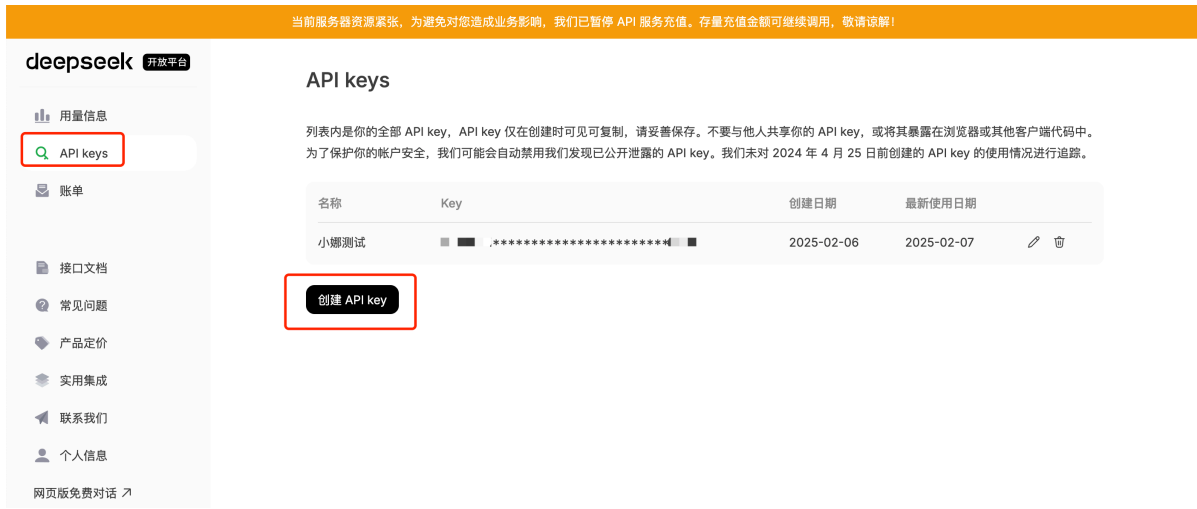 当前服务器资源紧张，为避免对您造成业务影响，我们已暂停 API 服务充值。存量充值金额可继续调用，敬请谅解！
deepseek 开放平台
用量信息
API keys
账单
接口文档
常见问题
产品定价
实用集成
联系我们
个人信息
网页版免费对话
API keys
列表内是你的全部 API key，API key 仅在创建时可见可复制，请妥善保存。不要与他人共享你的 API key，或将其暴露在浏览器或其他客户端代码中。
为了保护你的帐户安全，我们可能会自动禁用我们发现已公开泄露的 API key。我们未对 2024 年 4 月 25 日前创建的 API key 的使用情况进行追踪。
名称 Key 创建日期 最新使用日期
小娜测试 ************************ 2025-02-06 2025-02-07
创建 API key